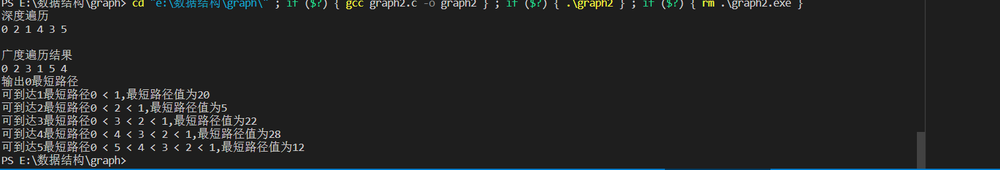 PS E:\数据结构\graph> cd "e:\数据结构\graph\" ; if ($?) { gcc graph2.c -o graph2 } ; if ($?) { .\graph2 } ; if ($?) { rm .\graph2.exe }
深度遍历
0 2 1 4 3 5
广度遍历结果
0 2 3 1 5 4
输出0最短路径
可到达1最短路径0 < 1,最短路径值为20
可到达2最短路径0 < 2 < 1,最短路径值为5
可到达3最短路径0 < 3 < 2 < 1,最短路径值为22
可到达4最短路径0 < 4 < 3 < 2 < 1,最短路径值为28
可到达5最短路径0 < 5 < 4 < 3 < 2 < 1,最短路径值为12
PS E:\数据结构\graph>